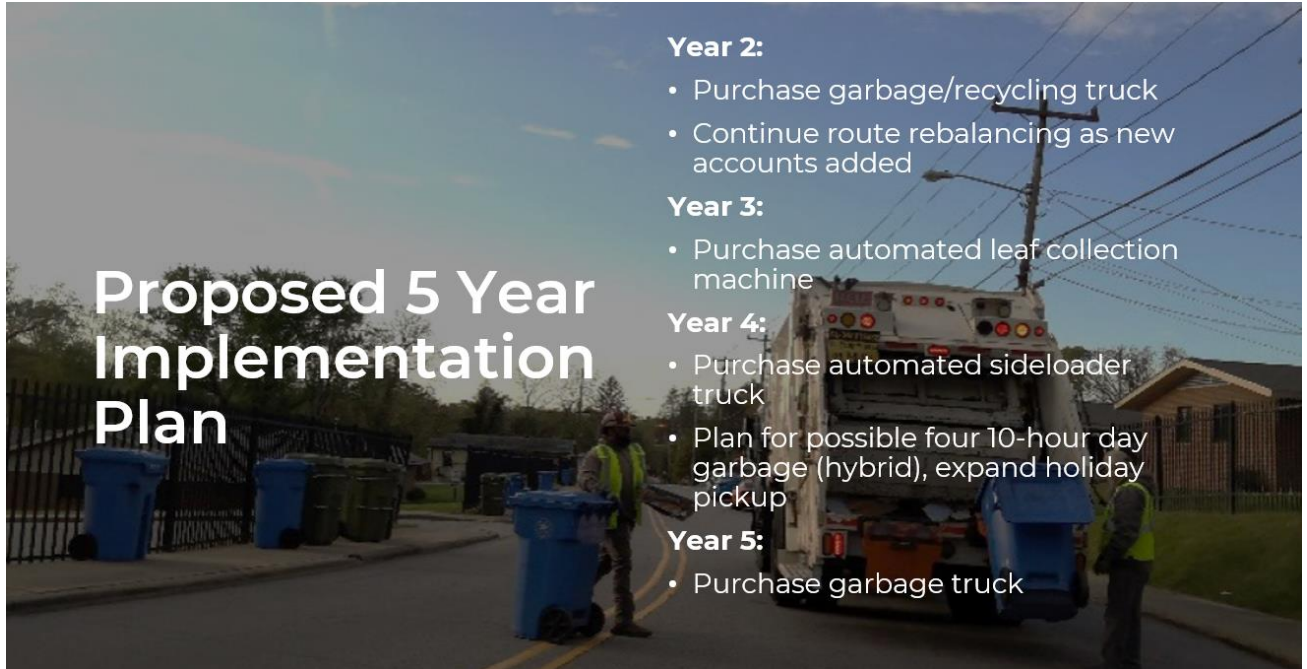 Proposed 5 Year
Implementation
Plan
Year 2:
• Purchase garbage/recycling truck
• Continue route rebalancing as new
accounts added
Year 3:
• Purchase automated leaf collection
machine
Year 4:
• Purchase automated sideloader
truck
• Plan for possible four 10-hour day
garbage (hybrid), expand holiday
pickup
Year 5:
• Purchase garbage truck